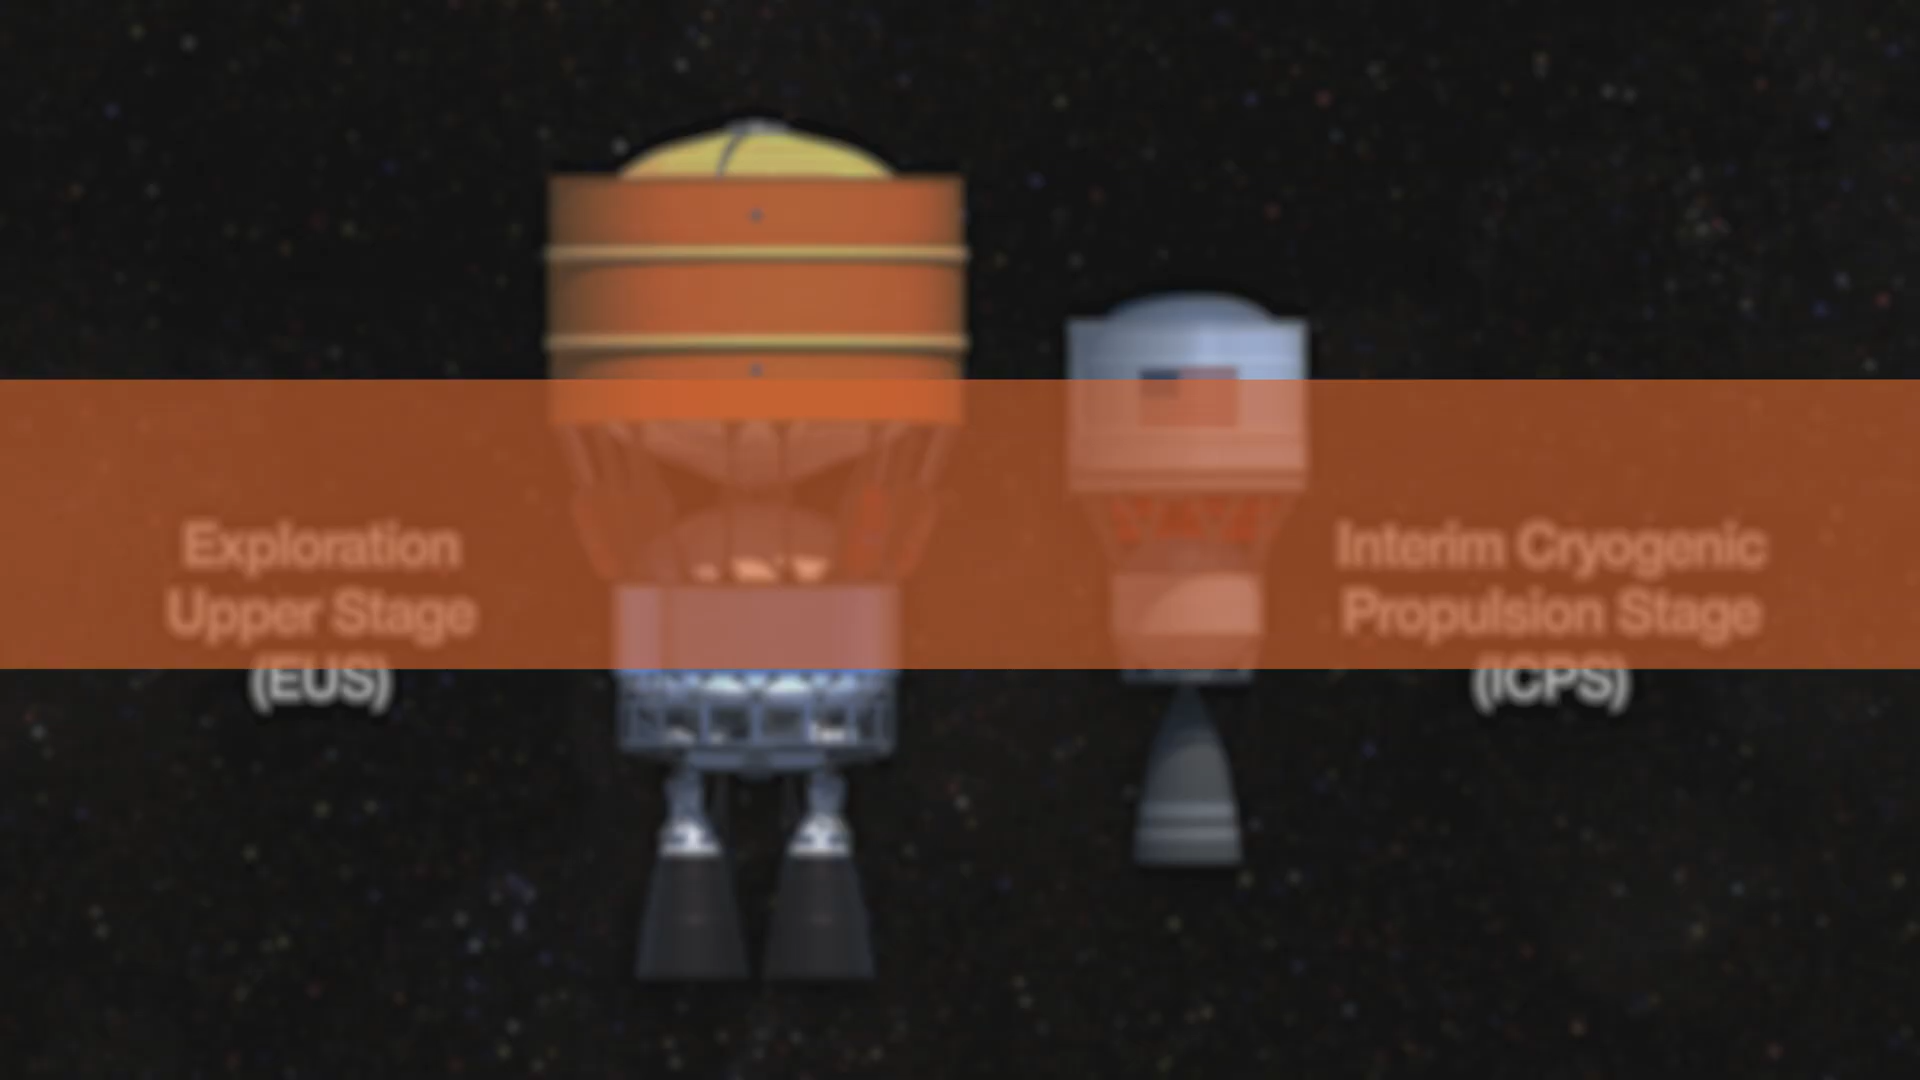 Exploration
Upper Stage
(EUS)
Interim Cryogenic
Propulsion Stage
(ICPS)